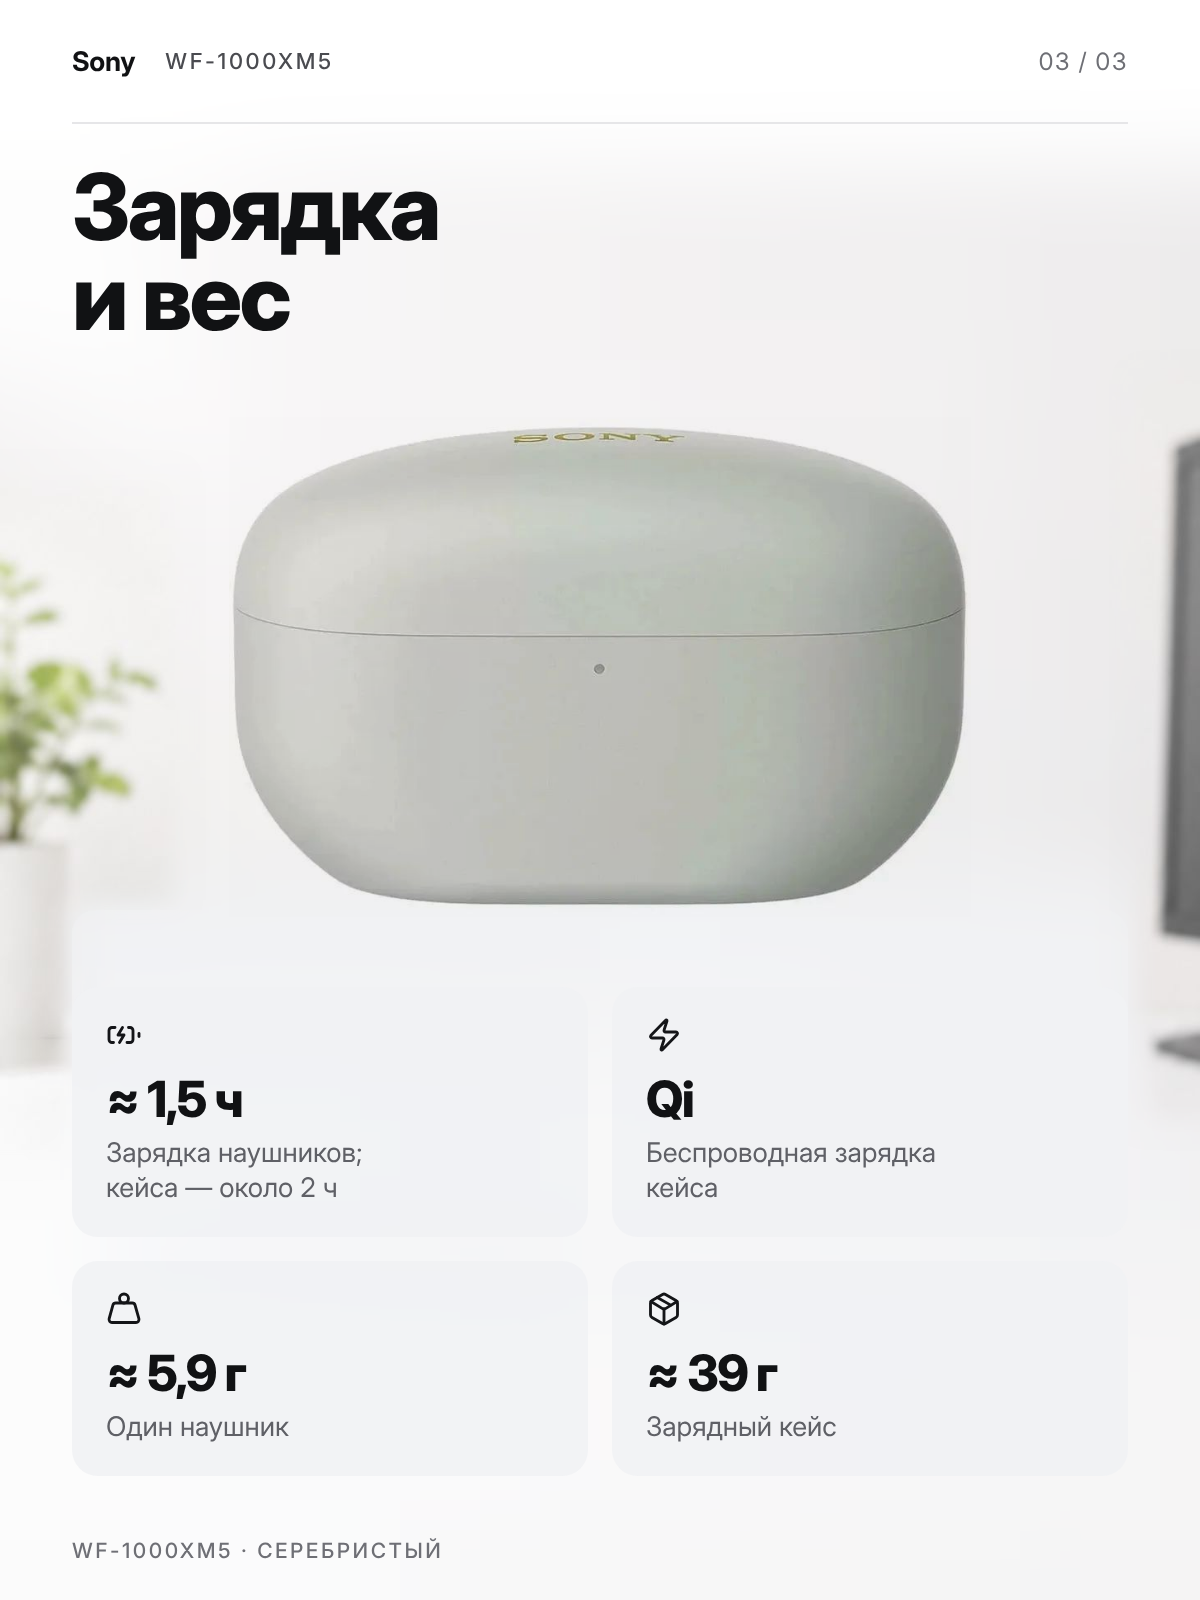 Sony WF-1000XM5 03 / 03
Зарядка
и вес
SONY
≈ 1,5 ч
Зарядка наушников;
кейса — около 2 ч
Qi
Беспроводная зарядка
кейса
≈ 5,9 г
Один наушник
≈ 39 г
Зарядный кейс
WF-1000XM5 · СЕРЕБРИСТЫЙ